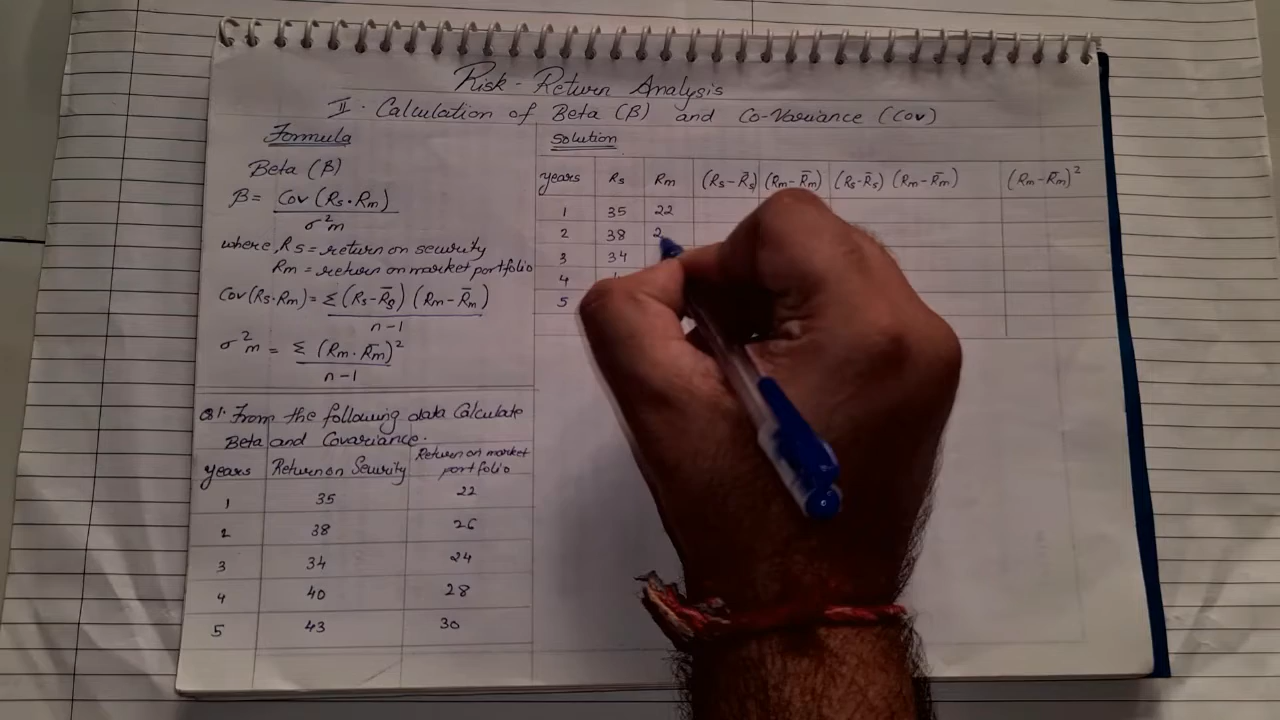 Risk-Return Analysis
II. Calculation of Beta (β) and Co-Variance (Cov)
Formula
Beta (β)
β = Cov (Rs·Rm)
σ²m
where, Rs = return on security
Rm = return on market portfolio
Cov(Rs·Rm) = Σ(Rs-R̄s) (Rm-R̄m)
n-1
σ²m = Σ (Rm·R̄m)²
n-1
Q1. From the following data Calculate
Beta and Covariance.
years Return on Security Return on market portfolio
1 35 22
2 38 26
3 34 24
4 40 28
5 43 30
Solution
years Rs Rm (Rs-R̄s) (Rm-R̄m) (Rs-R̄s) (Rm-R̄m) (Rm-R̄m)²
1 35 22
2 38 2
3 34
4
5